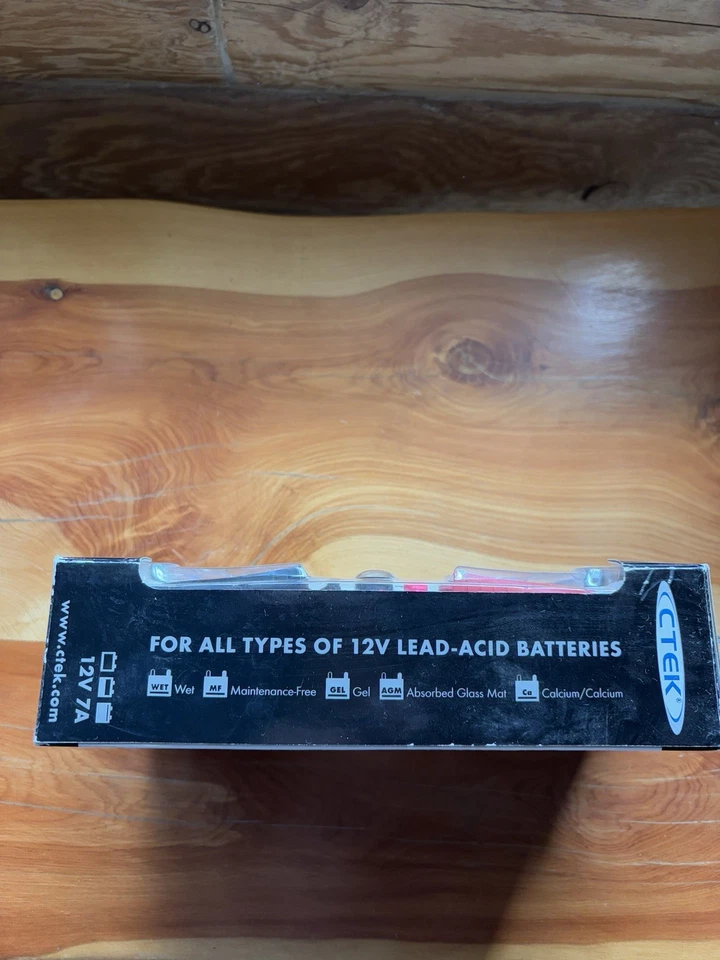 FOR ALL TYPES OF 12V LEAD-ACID BATTERIES
WET Wet MF Maintenance-Free GEL Gel AGM Absorbed Glass Mat Ca Calcium/Calcium
www.ctek.com
12V 7A
CTEK®